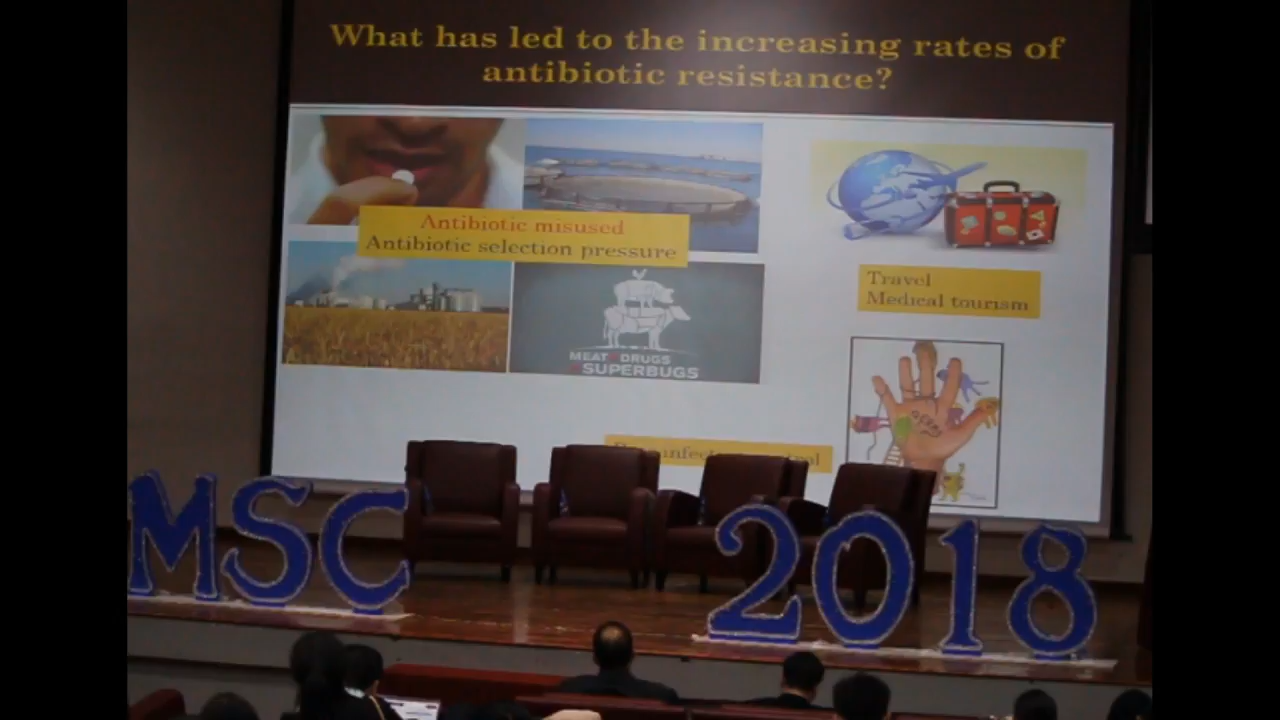 What has led to the increasing rates of
antibiotic resistance?
Antibiotic misused
Antibiotic selection pressure
Travel
Medical tourism
MEAT DRUGS
SUPERBUGS
MSC
2018